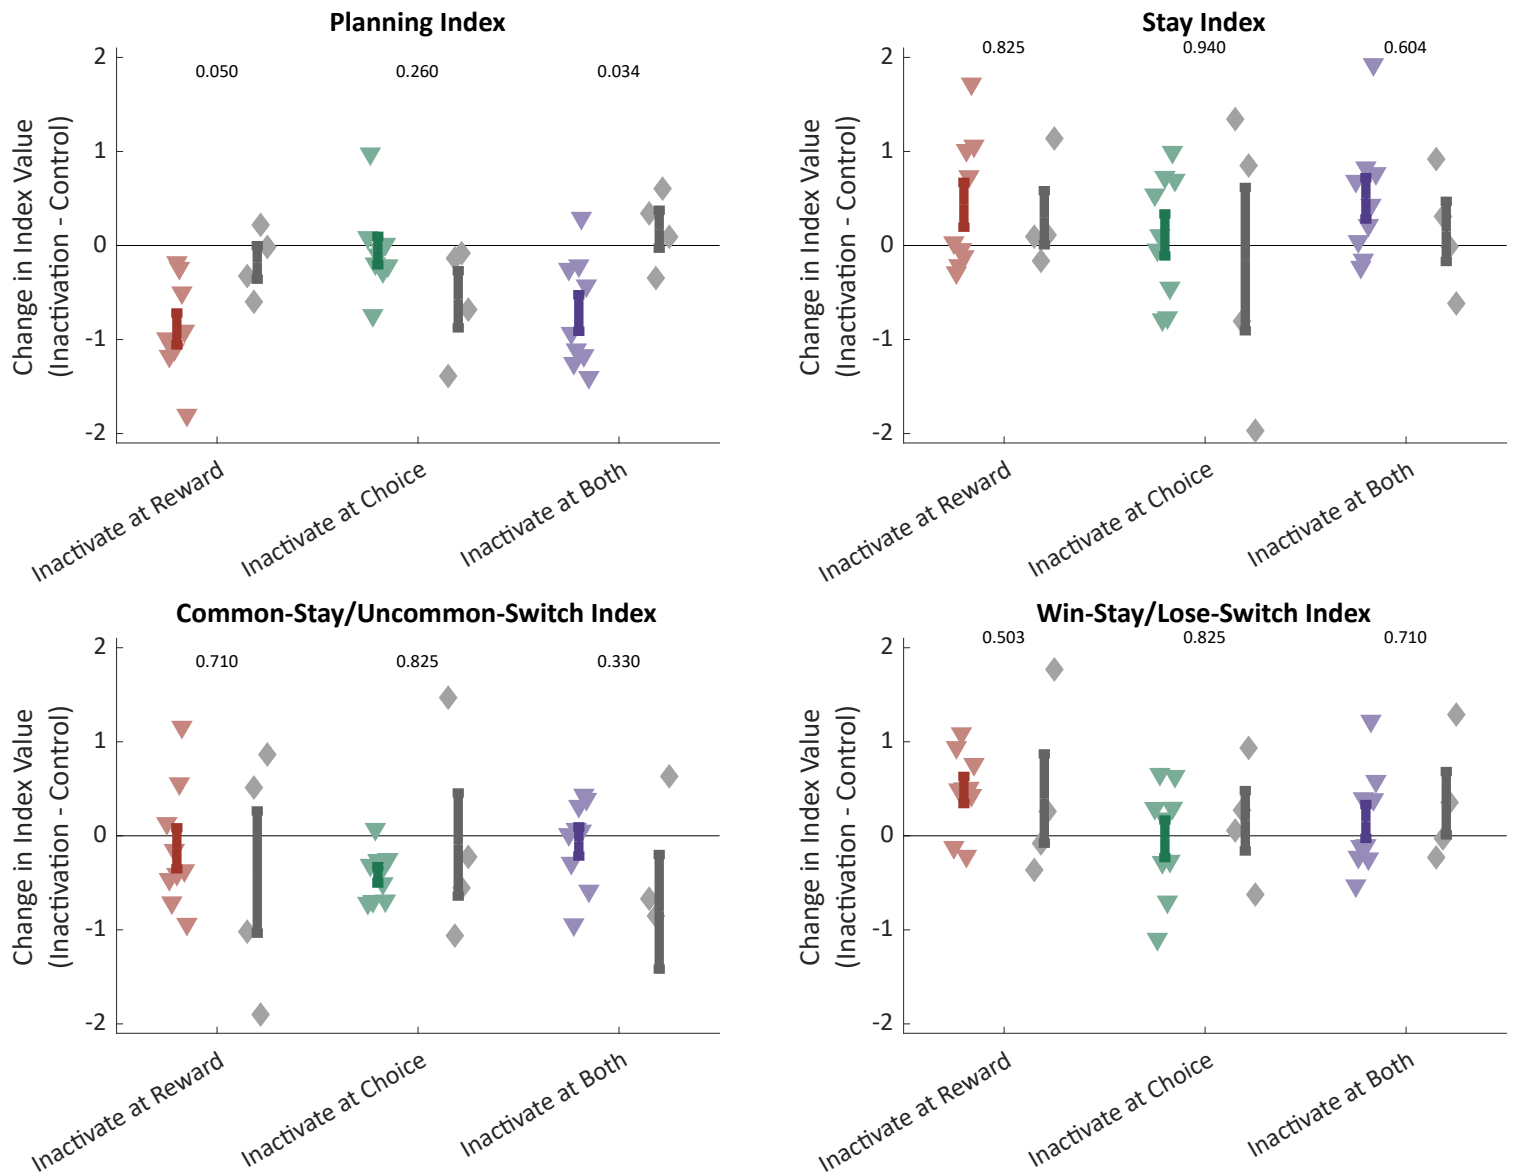 Planning Index
0.050
0.260
0.034
2
1
0
-1
-2
Change in Index Value
(Inactivation - Control)
Inactivate at Reward
Inactivate at Choice
Inactivate at Both
Stay Index
0.825
0.940
0.604
2
1
0
-1
-2
Change in Index Value
(Inactivation - Control)
Inactivate at Reward
Inactivate at Choice
Inactivate at Both
Common-Stay/Uncommon-Switch Index
0.710
0.825
0.330
2
1
0
-1
-2
Change in Index Value
(Inactivation - Control)
Inactivate at Reward
Inactivate at Choice
Inactivate at Both
Win-Stay/Lose-Switch Index
0.503
0.825
0.710
2
1
0
-1
-2
Change in Index Value
(Inactivation - Control)
Inactivate at Reward
Inactivate at Choice
Inactivate at Both